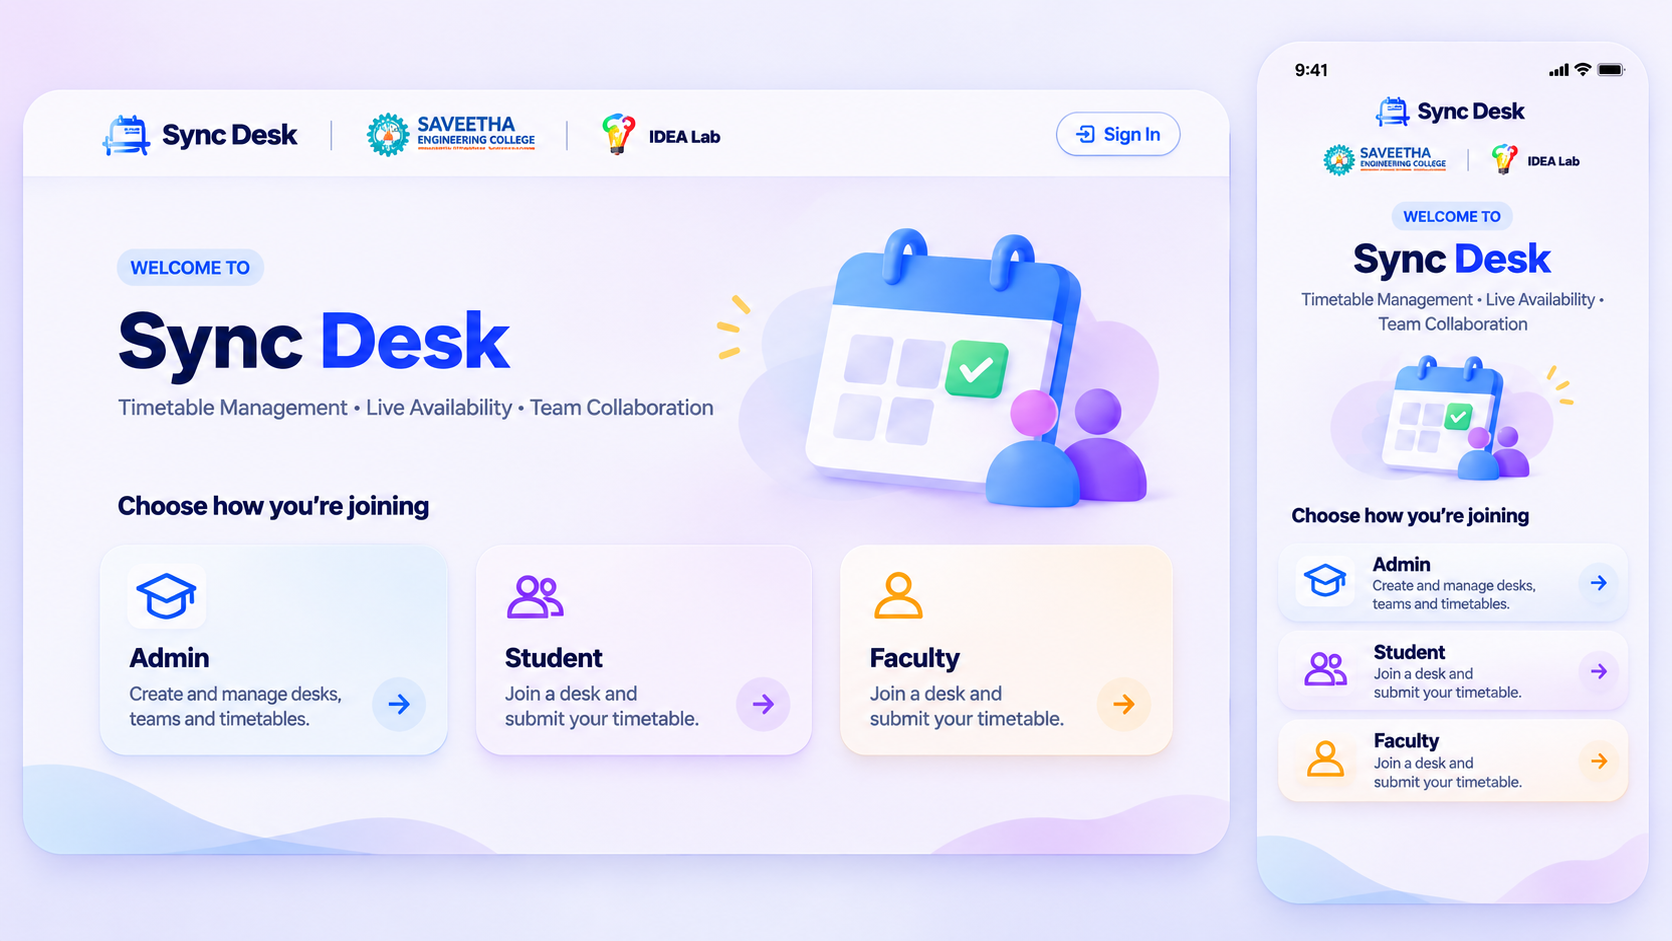 Sync Desk
SAVEETHA
ENGINEERING COLLEGE
IDEA Lab
Sign In
WELCOME TO
Sync Desk
Timetable Management • Live Availability • Team Collaboration
Choose how you’re joining
Admin
Create and manage desks,
teams and timetables.
Student
Join a desk and
submit your timetable.
Faculty
Join a desk and
submit your timetable.
9:41
Sync Desk
SAVEETHA
ENGINEERING COLLEGE
IDEA Lab
WELCOME TO
Sync Desk
Timetable Management • Live Availability •
Team Collaboration
Choose how you’re joining
Admin
Create and manage desks,
teams and timetables.
Student
Join a desk and
submit your timetable.
Faculty
Join a desk and
submit your timetable.